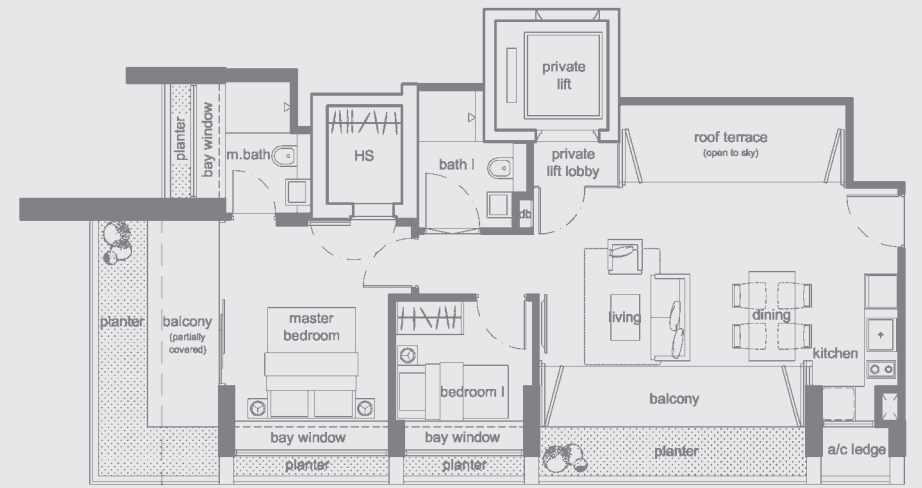 private
lift
roof terrace
(open to sky)
planter
bay window
m.bath
HS
bath I
private
lift lobby
db
planter
balcony
(partially
covered)
master
bedroom
living
dining
kitchen
bedroom I
balcony
bay window
bay window
planter
planter
planter
a/c ledge